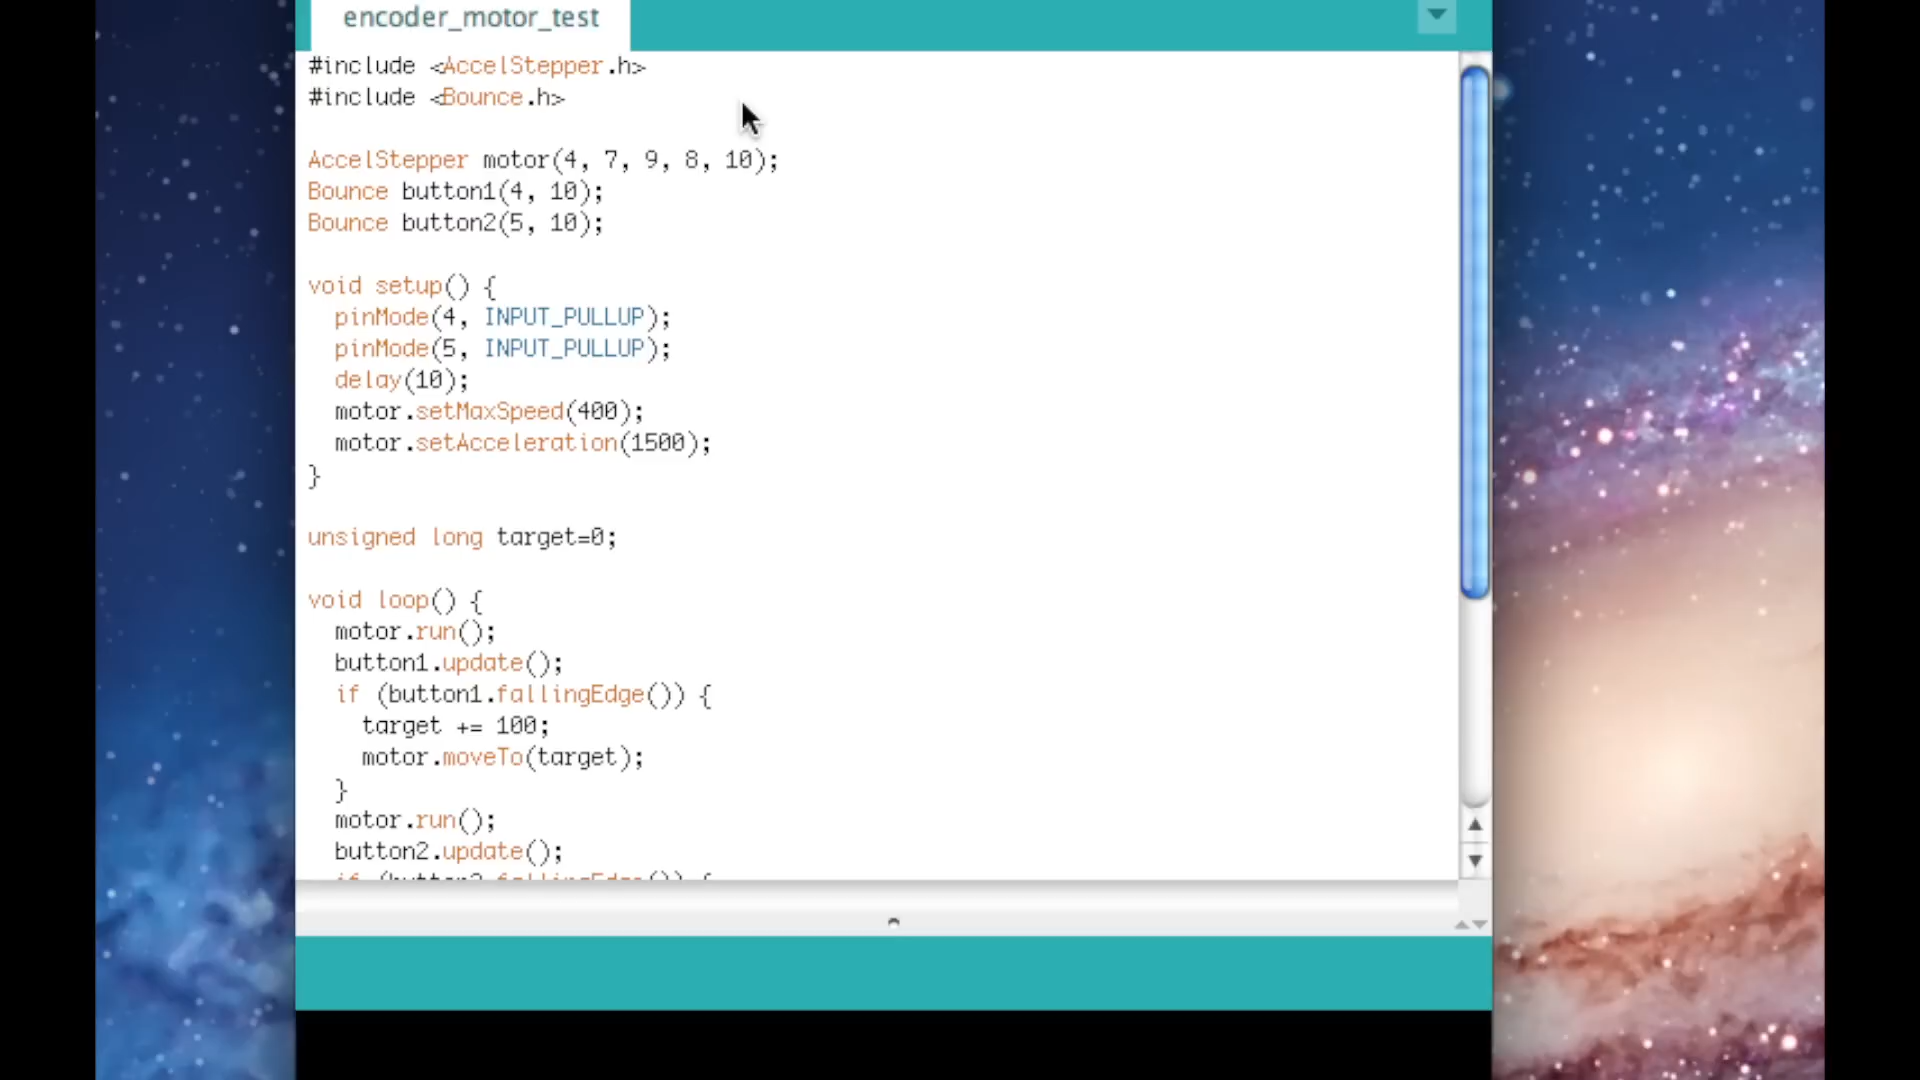 encoder_motor_test
#include <AccelStepper.h>
#include <Bounce.h>
AccelStepper motor(4, 7, 9, 8, 10);
Bounce button1(4, 10);
Bounce button2(5, 10);
void setup() {
  pinMode(4, INPUT_PULLUP);
  pinMode(5, INPUT_PULLUP);
  delay(10);
  motor.setMaxSpeed(400);
  motor.setAcceleration(1500);
}
unsigned long target=0;
void loop() {
  motor.run();
  button1.update();
  if (button1.fallingEdge()) {
    target += 100;
    motor.moveTo(target);
  }
  motor.run();
  button2.update();
  if (button2.fallingEdge()) {